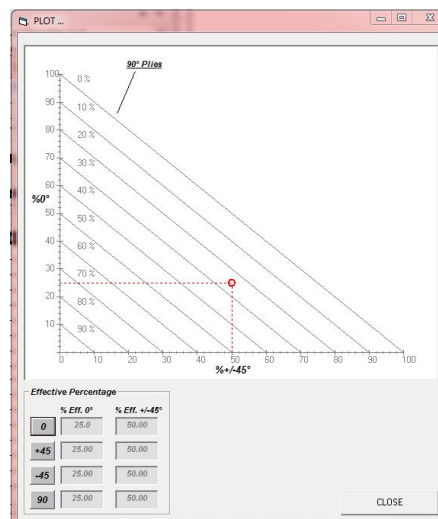 PLOT ...
90° Plies
100
0 %
90
10 %
80
20 %
70
30 %
60
40 %
%0°
50
50 %
40
60 %
30
70 %
20
80 %
10
90 %
0 10 20 30 40 50 60 70 80 90 100
%+/-45°
Effective Percentage
% Eff. 0° % Eff. +/-45°
0 25.0 50.00
+45 25.00 50.00
-45 25.00 50.00
90 25.00 50.00
CLOSE